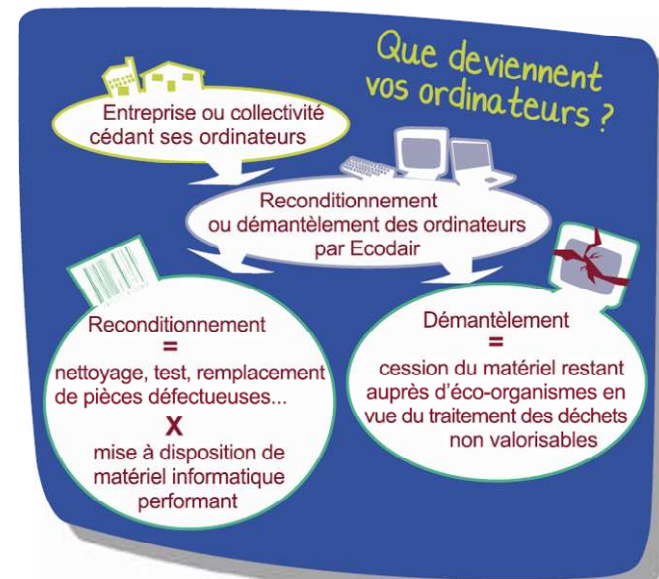 Que deviennent
vos ordinateurs ?
Entreprise ou collectivité
cédant ses ordinateurs
Reconditionnement
ou démantèlement des ordinateurs
par Ecodair
Reconditionnement
=
nettoyage, test, remplacement
de pièces défectueuses...
X
mise à disposition de
matériel informatique
performant
Démantèlement
=
cession du matériel restant
auprès d'éco-organismes en
vue du traitement des déchets
non valorisables